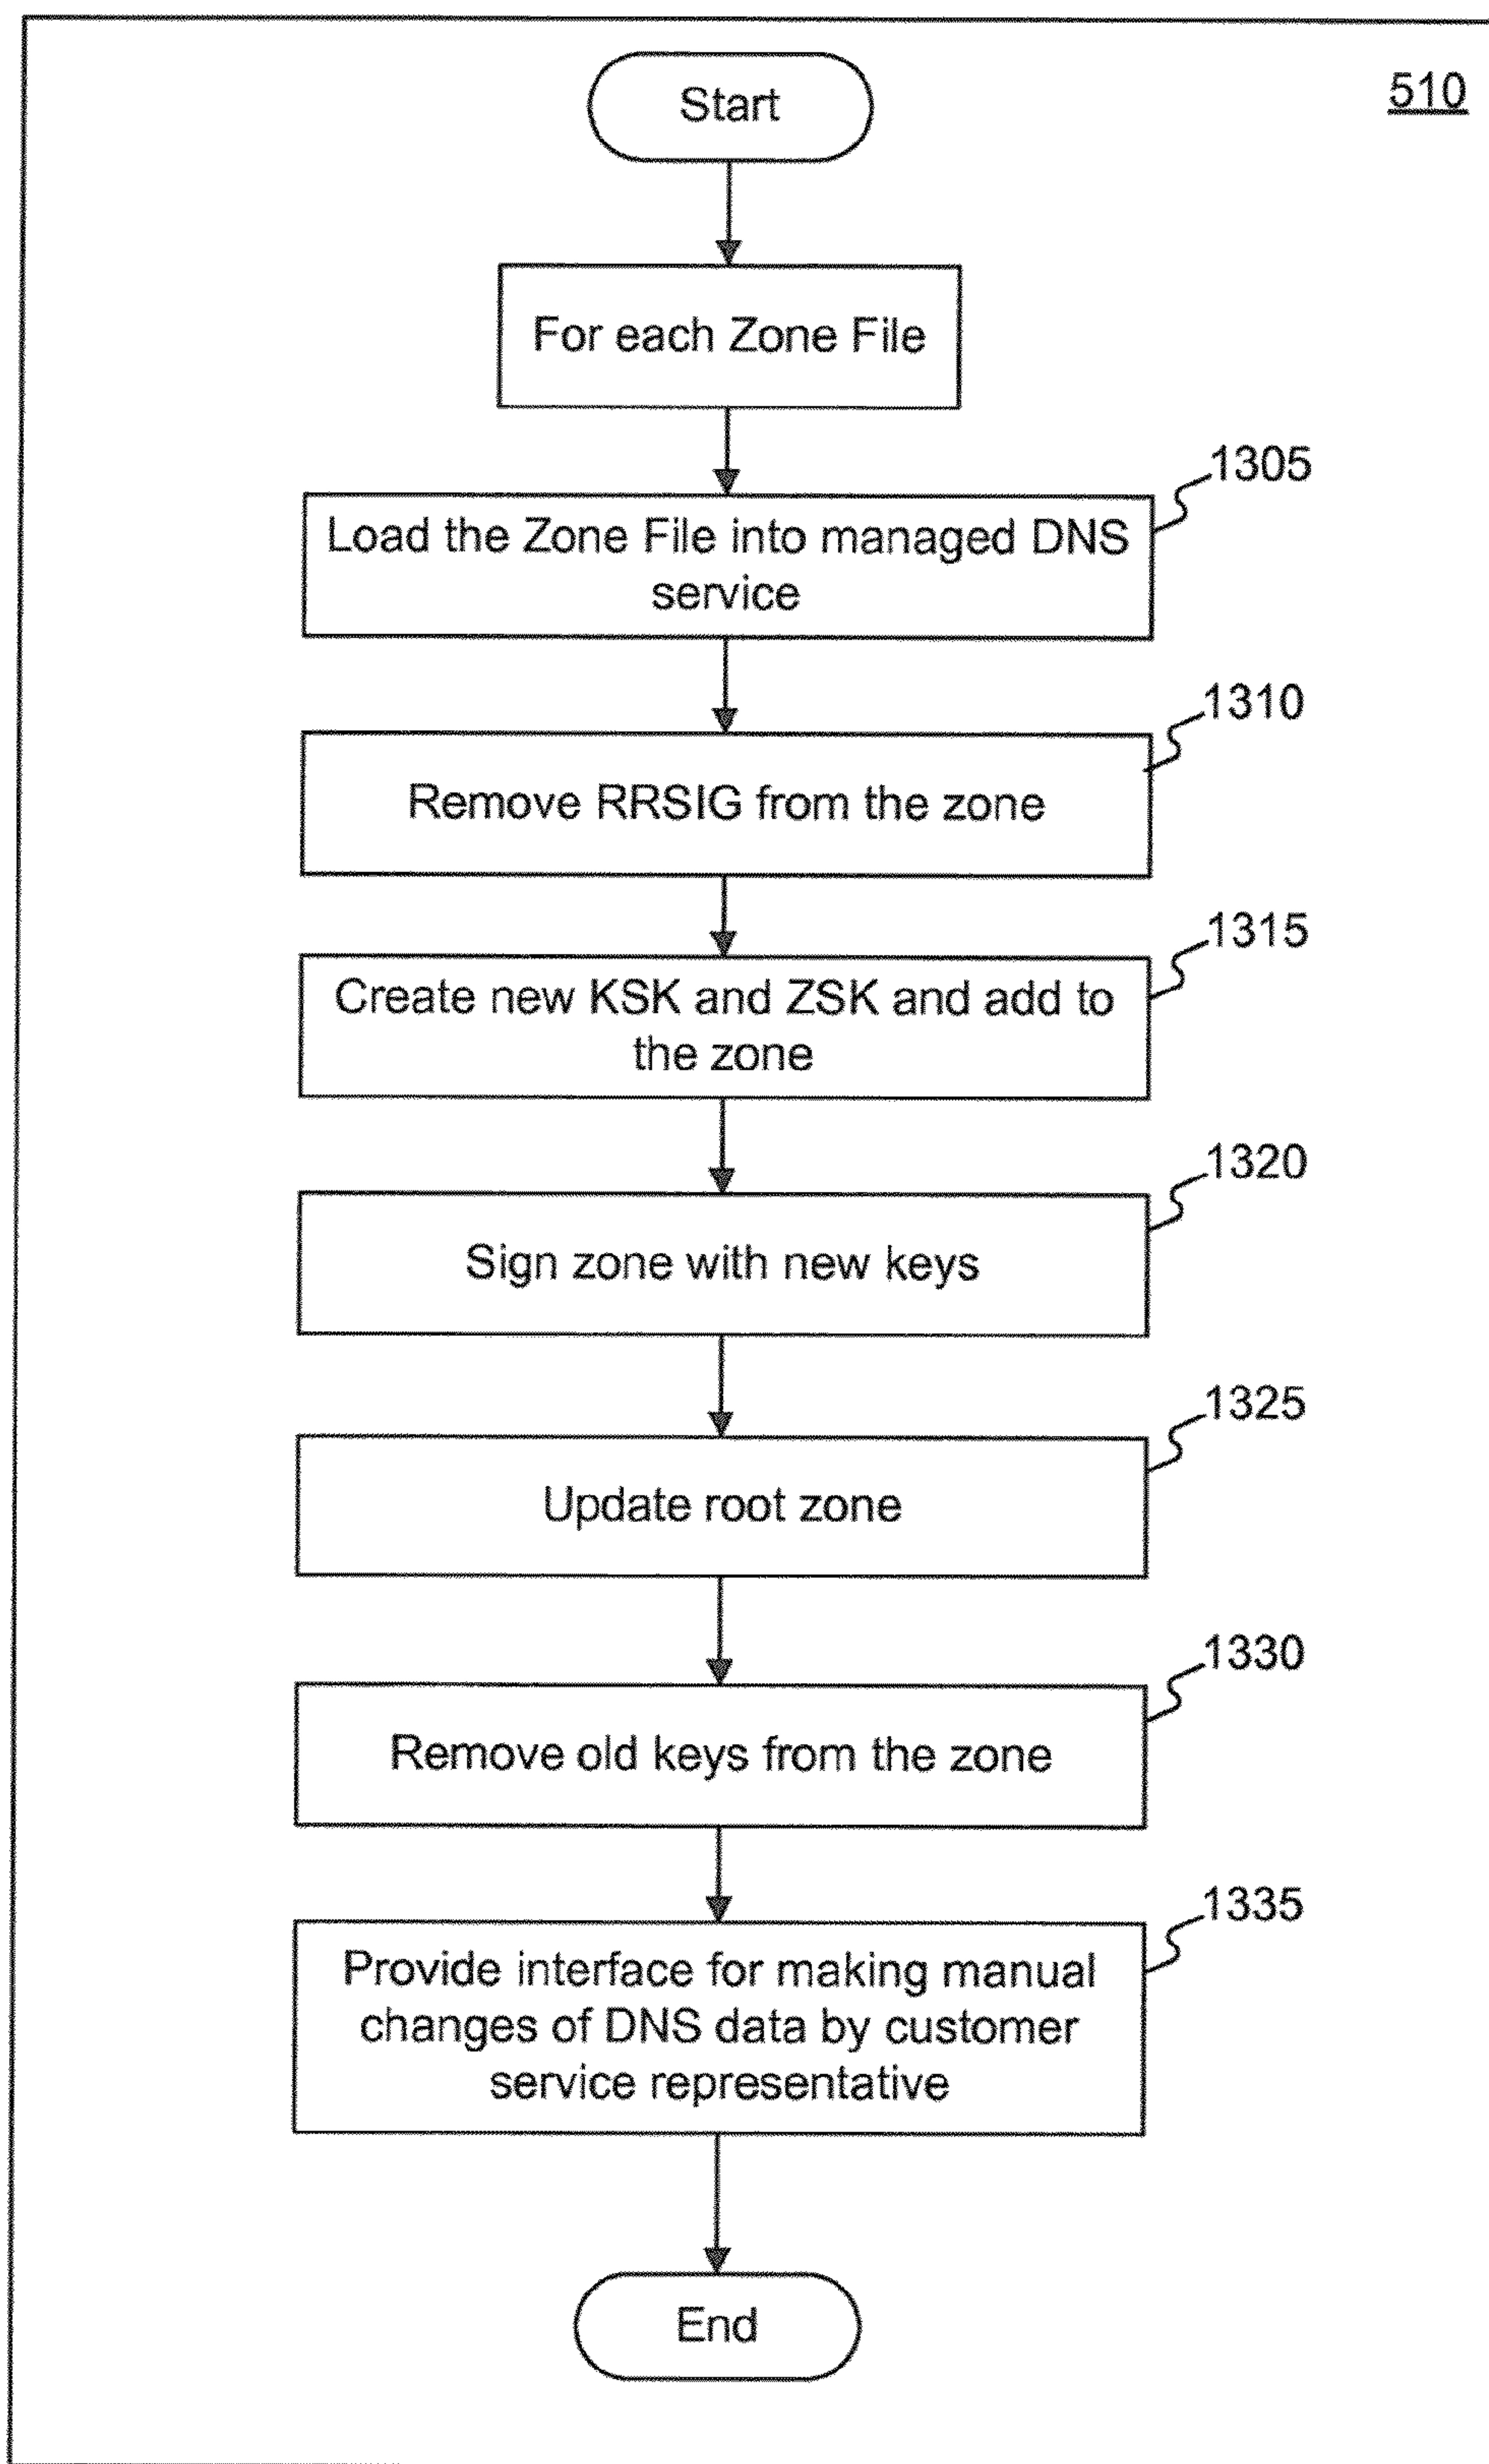 510
Start
For each Zone File
1305
Load the Zone File into managed DNS
service
1310
Remove RRSIG from the zone
1315
Create new KSK and ZSK and add to
the zone
1320
Sign zone with new keys
1325
Update root zone
1330
Remove old keys from the zone
1335
Provide interface for making manual
changes of DNS data by customer
service representative
End